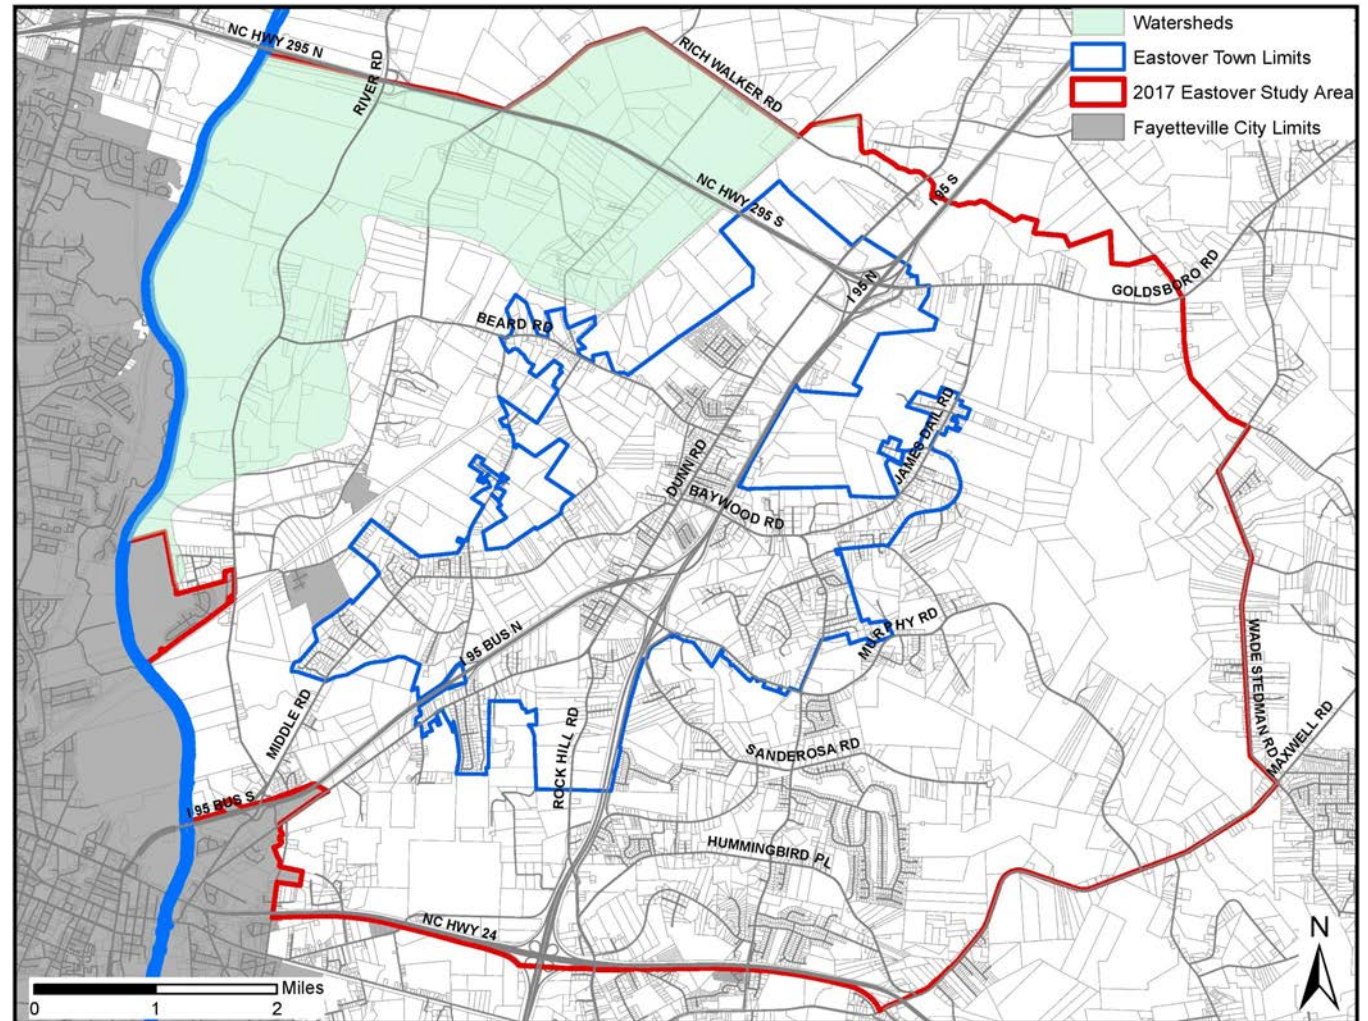 NC HWY 295 N
RIVER RD
RICH WALKER RD
Watersheds
Eastover Town Limits
2017 Eastover Study Area
Fayetteville City Limits
NC HWY 295 S
I 95 S
I 95 N
GOLDSBORO RD
BEARD RD
DUNN RD
JAMES DAIL RD
BAYWOOD RD
MURPHY RD
I 95 BUS N
WADE STEDMAN RD
MIDDLE RD
ROCK HILL RD
SANDEROSA RD
MAXWELL RD
I 95 BUS S
HUMMINGBIRD PL
NC HWY 24
N
Miles
0 1 2